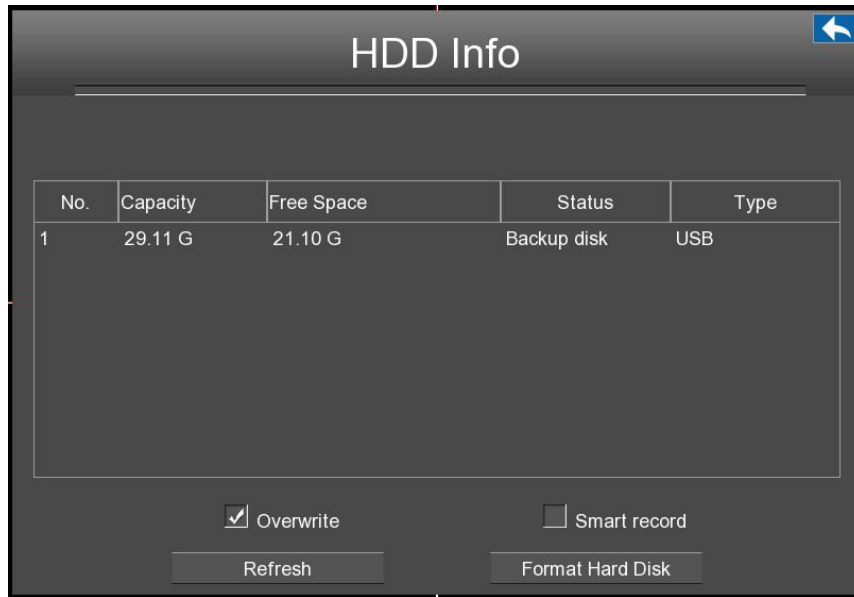 HDD Info
No. Capacity Free Space Status Type
1 29.11 G 21.10 G Backup disk USB
Overwrite Smart record
Refresh Format Hard Disk